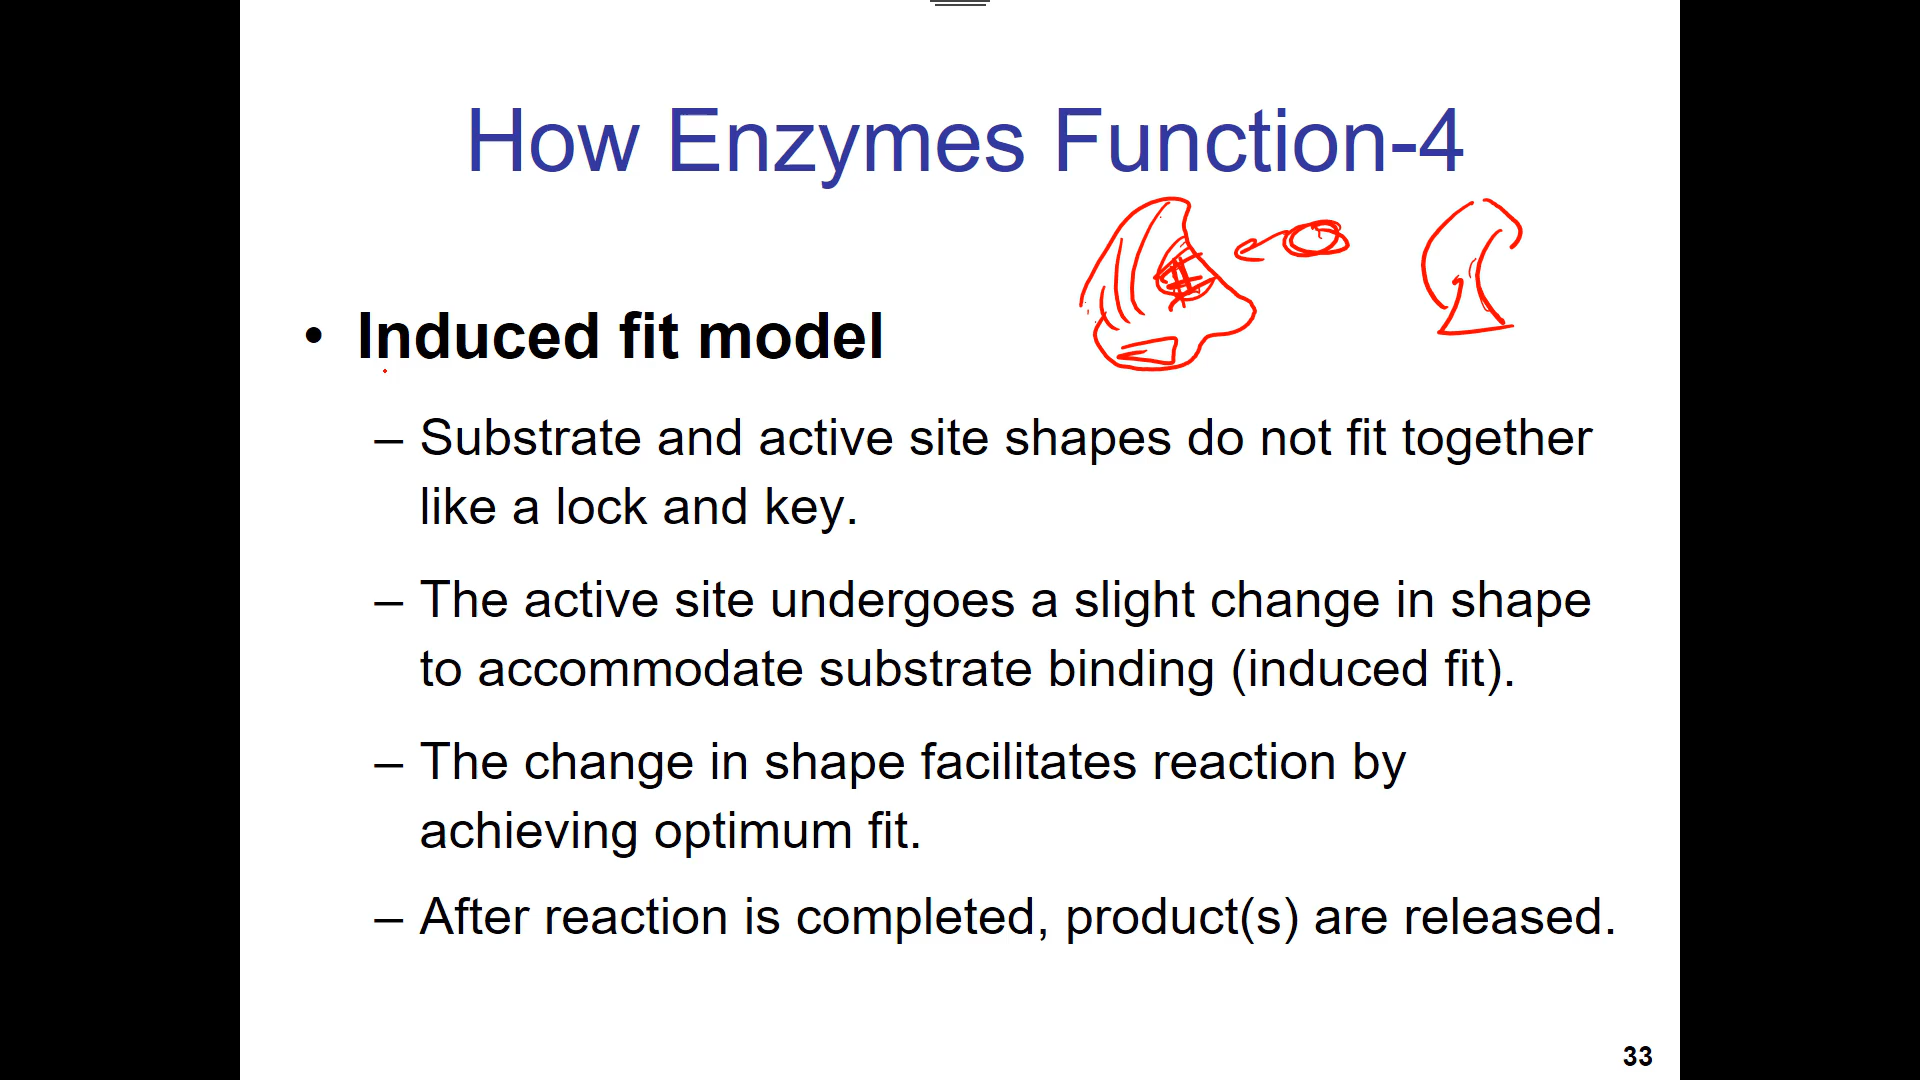 How Enzymes Function-4
• Induced fit model
– Substrate and active site shapes do not fit together
like a lock and key.
– The active site undergoes a slight change in shape
to accommodate substrate binding (induced fit).
– The change in shape facilitates reaction by
achieving optimum fit.
– After reaction is completed, product(s) are released.
33